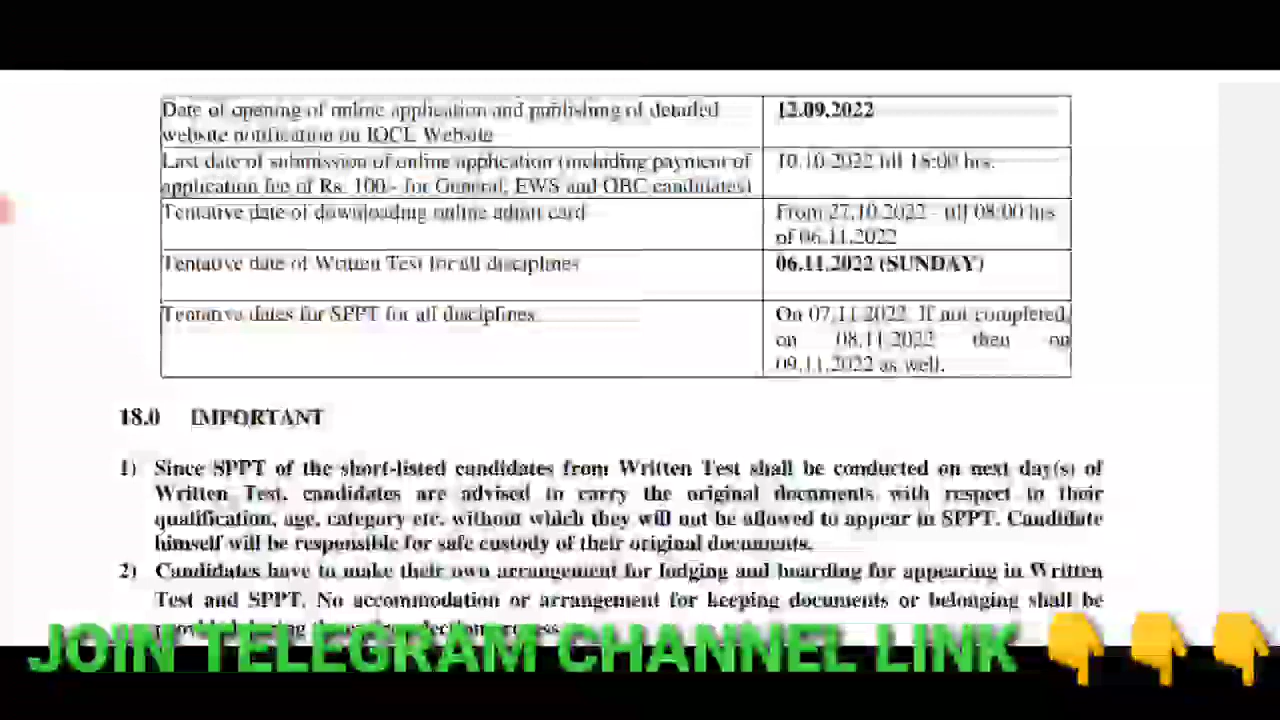 Date of opening of online application and publishing of detailed
website notification on IOCL Website
12.09.2022
Last date of submission of online application (including payment of
application fee of Rs. 100/- for General, EWS and OBC candidates)
10.10.2022 till 18:00 hrs.
Tentative date of downloading online admit card
From 27.10.2022 - till 08:00 hrs
of 06.11.2022
Tentative date of Written Test for all disciplines
06.11.2022 (SUNDAY)
Tentative dates for SPPT for all disciplines
On 07.11.2022. If not completed,
on 08.11.2022 then on
09.11.2022 as well.
18.0 IMPORTANT
1) Since SPPT of the short-listed candidates from Written Test shall be conducted on next day(s) of
Written Test, candidates are advised to carry the original documents with respect to their
qualification, age, category etc. without which they will not be allowed to appear in SPPT. Candidate
himself will be responsible for safe custody of their original documents.
2) Candidates have to make their own arrangement for lodging and boarding for appearing in Written
Test and SPPT. No accommodation or arrangement for keeping documents or belonging shall be
JOIN TELEGRAM CHANNEL LINK 👇👇👇